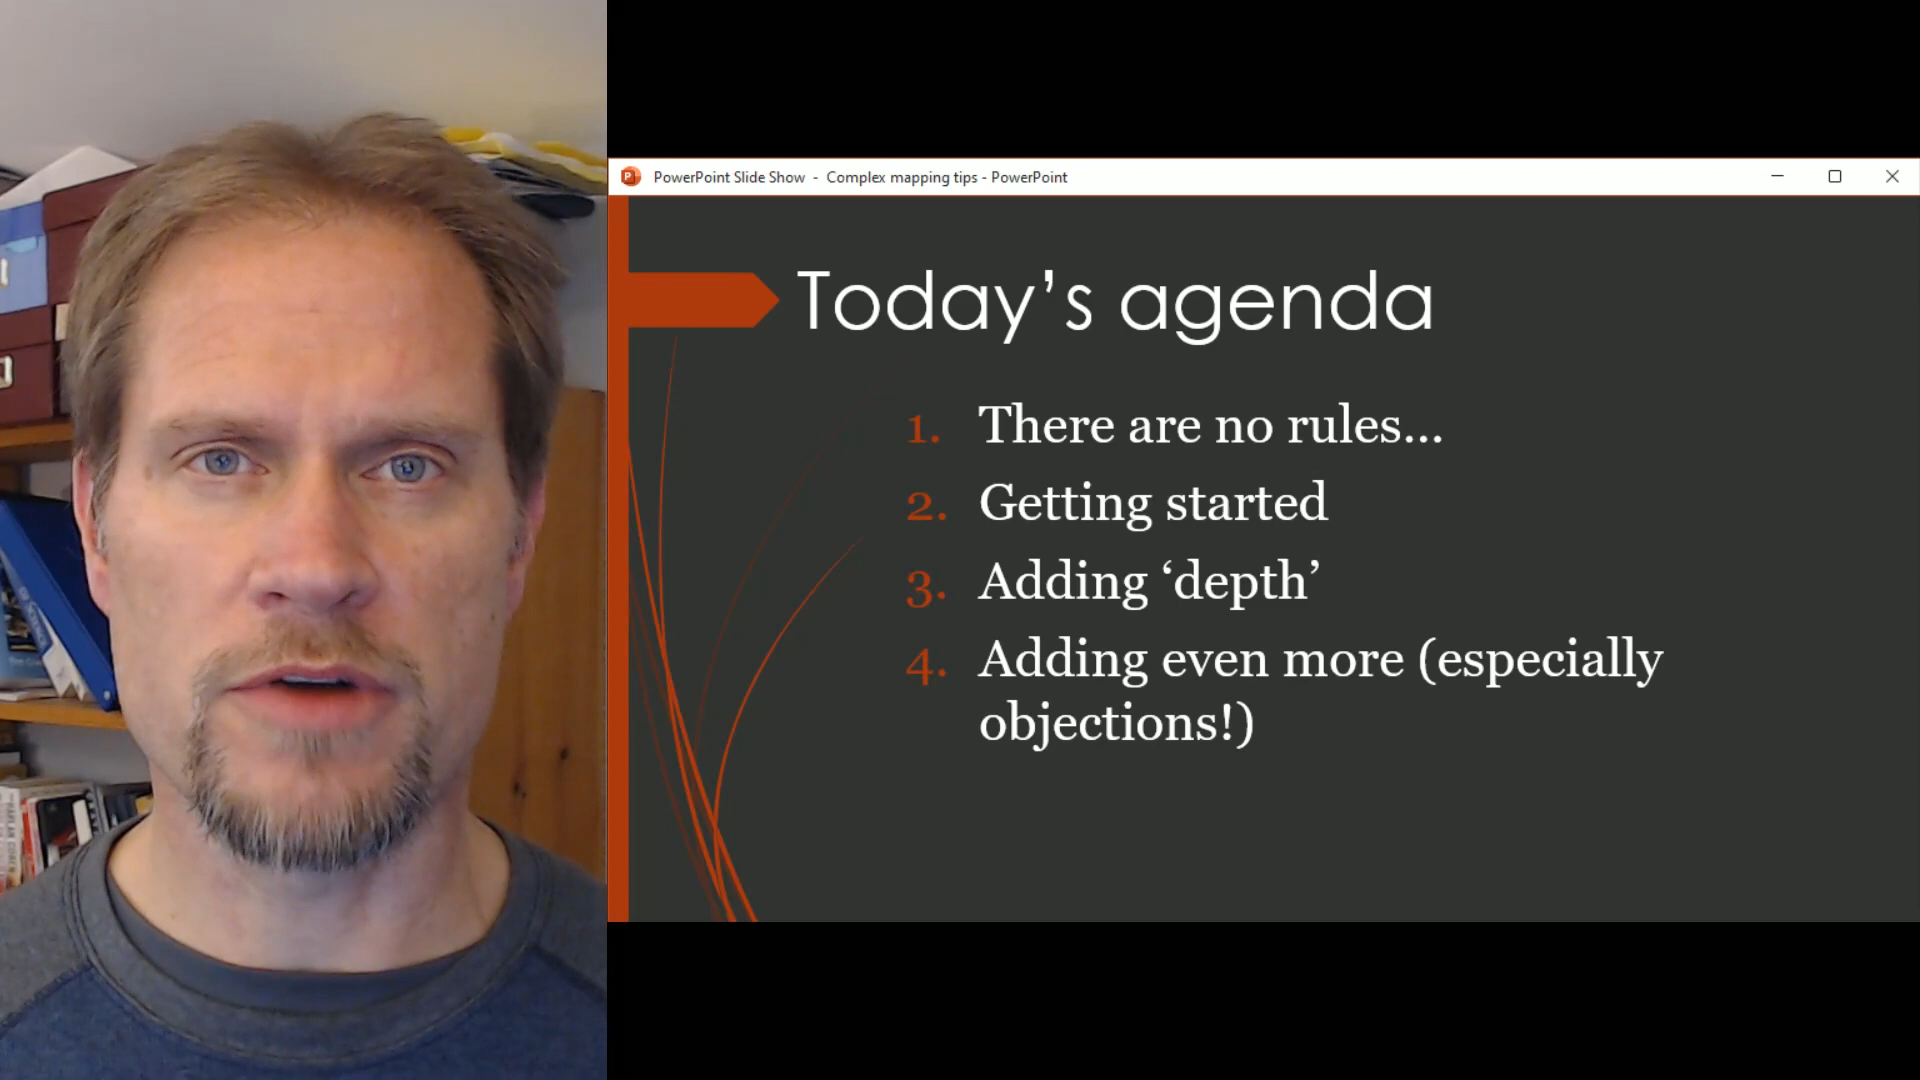 PowerPoint Slide Show - Complex mapping tips - PowerPoint
Today’s agenda
1. There are no rules...
2. Getting started
3. Adding ‘depth’
4. Adding even more (especially
objections!)